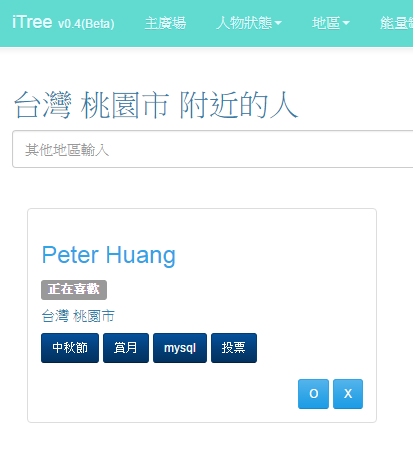 iTree v0.4(Beta) 主廣場 人物狀態 地區 能量
台灣 桃園市 附近的人
其他地區輸入
Peter Huang
正在喜歡
台灣 桃園市
中秋節 賞月 mysql 投票
O X